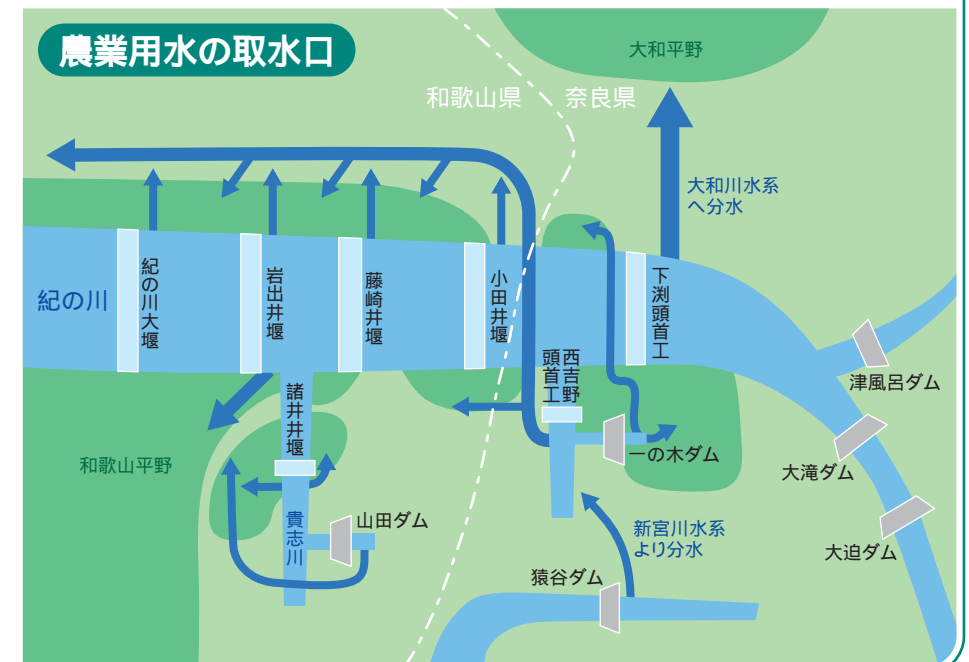 農業用水の取水口
大和平野
和歌山県
奈良県
大和川水系
へ分水
紀の川
紀の川大堰
岩出井堰
藤崎井堰
小田井堰
下渕頭首工
西吉野
頭首工
津風呂ダム
諸井井堰
和歌山平野
一の木ダム
大滝ダム
貴志川
山田ダム
新宮川水系
より分水
大迫ダム
猿谷ダム